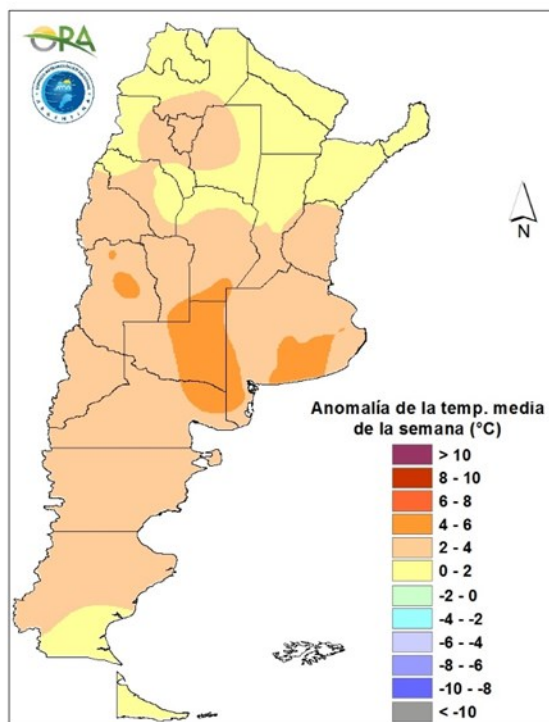 ORA
N
Anomalía de la temp. media
de la semana (°C)
> 10
8 - 10
6 - 8
4 - 6
2 - 4
0 - 2
-2 - 0
-4 - -2
-6 - -4
-8 - -6
-10 - -8
< -10